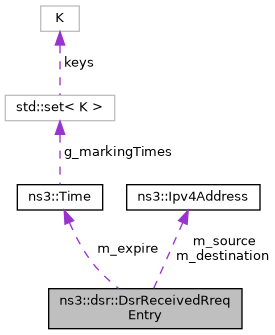 K
keys
std::set< K >
g_markingTimes
ns3::Time
ns3::Ipv4Address
m_expire
m_source
m_destination
ns3::dsr::DsrReceivedRreq
Entry